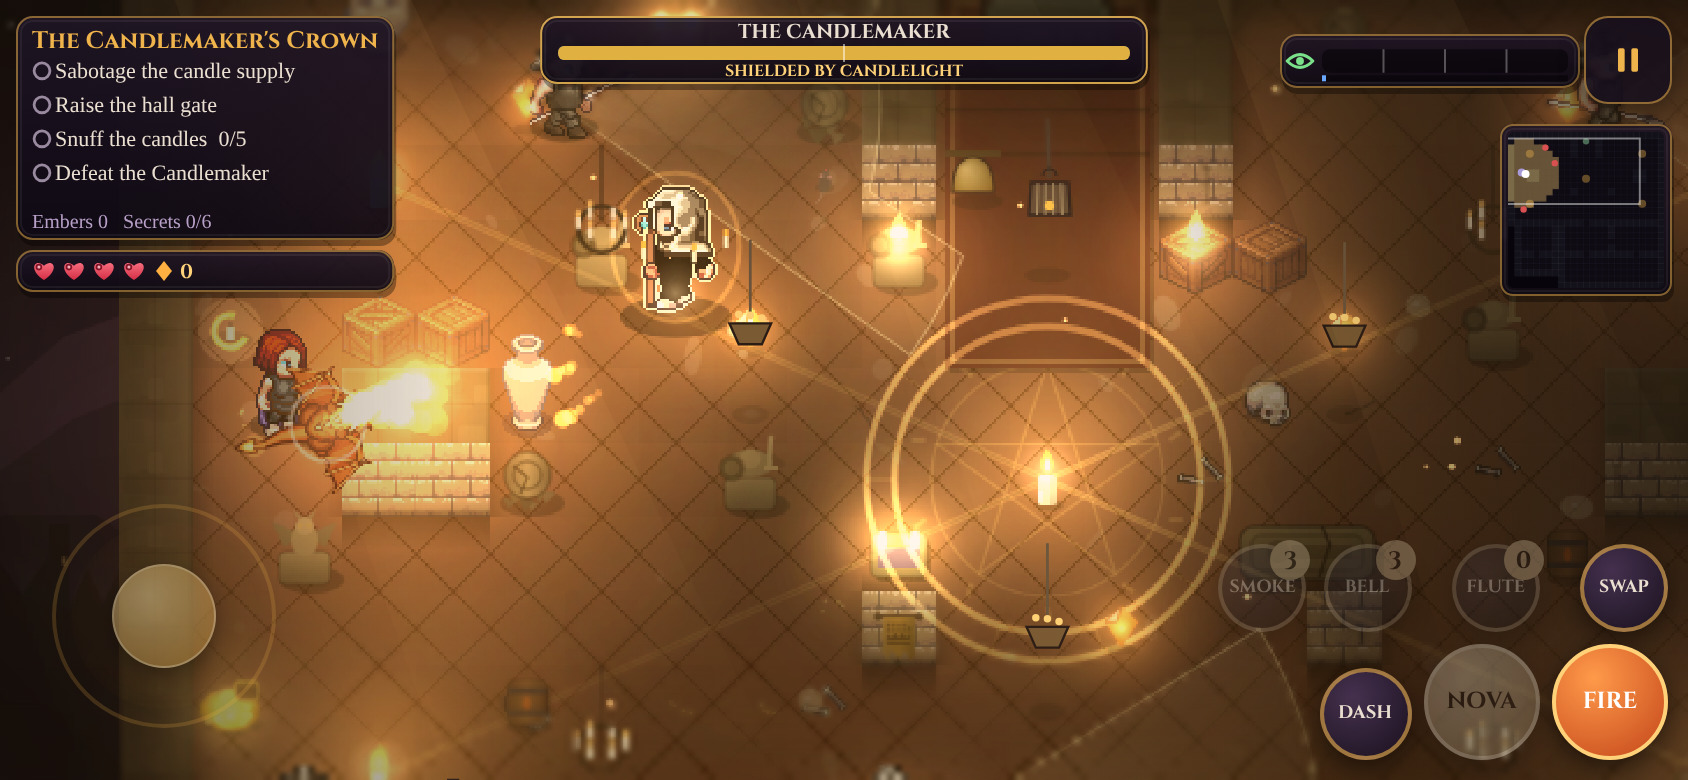 THE CANDLEMAKER'S CROWN
Sabotage the candle supply
Raise the hall gate
Snuff the candles 0/5
Defeat the Candlemaker
Embers 0 Secrets 0/6
0
THE CANDLEMAKER
SHIELDED BY CANDLELIGHT
3
SMOKE
3
BELL
0
FLUTE
SWAP
DASH
NOVA
FIRE